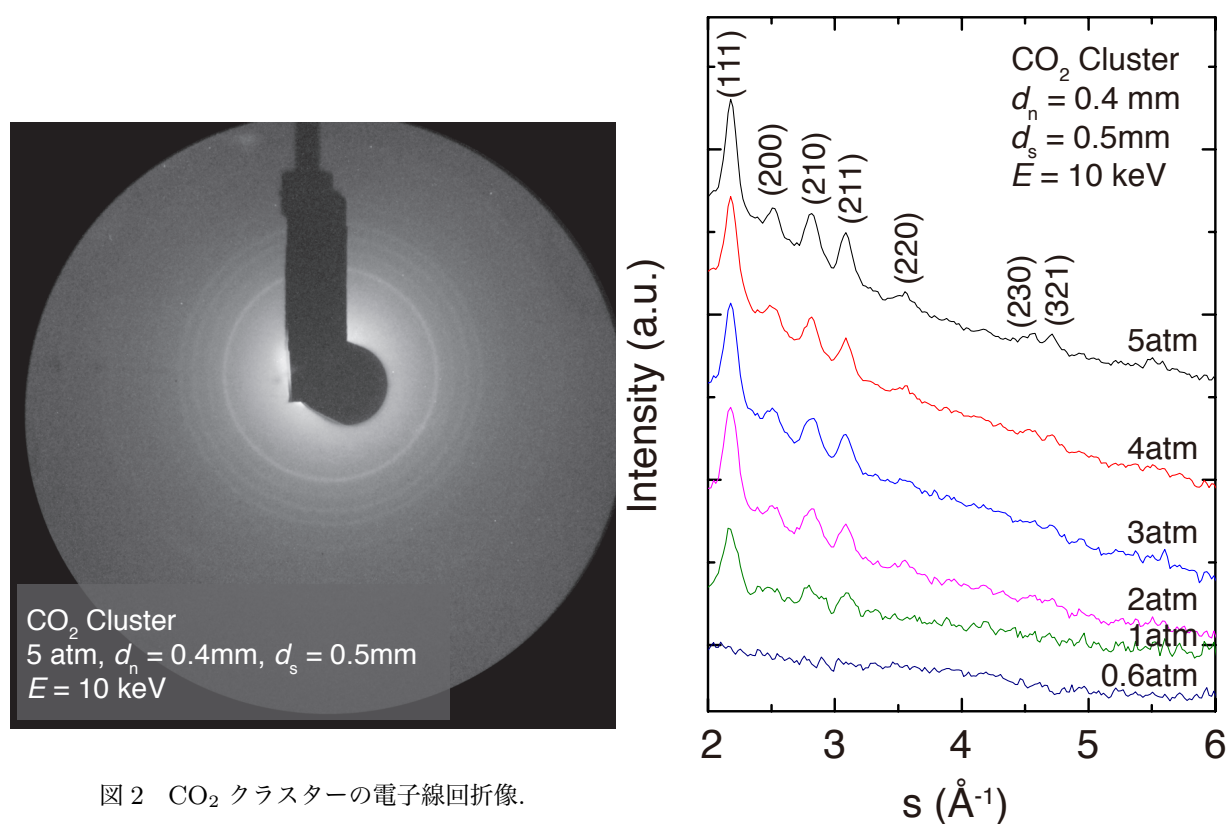 CO₂ Cluster
5 atm, dₙ = 0.4mm, dₛ = 0.5mm
E = 10 keV
図 2 CO₂ クラスターの電子線回折像.
CO₂ Cluster
dₙ = 0.4 mm
dₛ = 0.5mm
E = 10 keV
(111)
(200)
(210)
(211)
(220)
(230)
(321)
5atm
4atm
3atm
2atm
1atm
0.6atm
Intensity (a.u.)
2 3 4 5 6
s (Å⁻¹)